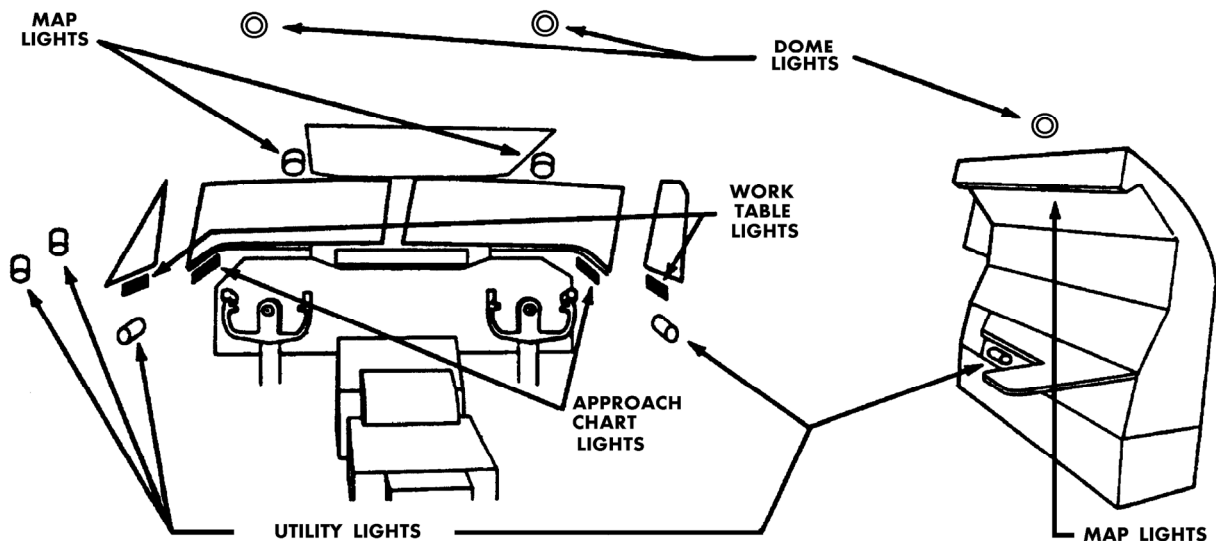 MAP
LIGHTS
DOME
LIGHTS
WORK
TABLE
LIGHTS
APPROACH
CHART
LIGHTS
UTILITY LIGHTS
MAP LIGHTS